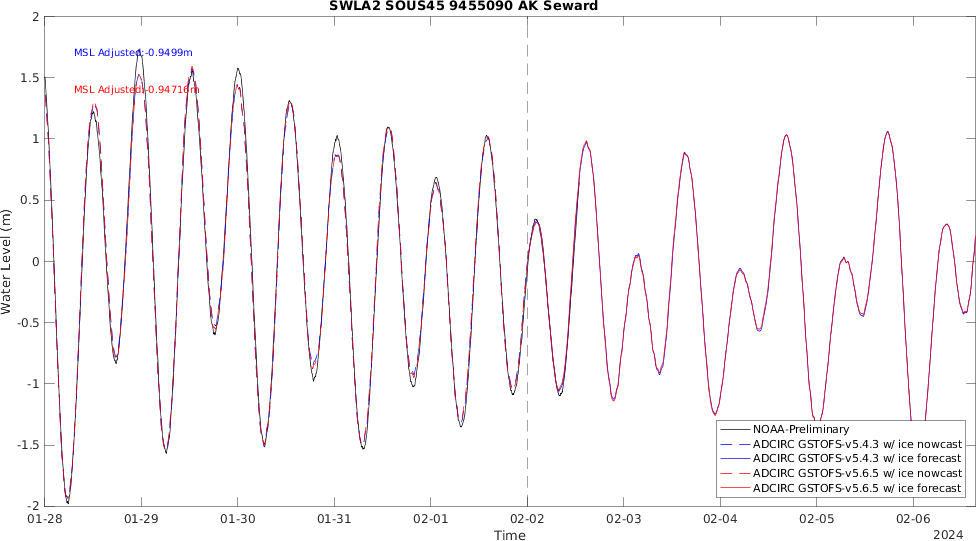 SWLA2 SOUS45 9455090 AK Seward
MSL Adjusted:-0.9499m
MSL Adjusted:-0.94716m
2
1.5
1
0.5
0
-0.5
-1
-1.5
-2
Water Level (m)
NOAA-Preliminary
ADCIRC GSTOFS-v5.4.3 w/ ice nowcast
ADCIRC GSTOFS-v5.4.3 w/ ice forecast
ADCIRC GSTOFS-v5.6.5 w/ ice nowcast
ADCIRC GSTOFS-v5.6.5 w/ ice forecast
01-28 01-29 01-30 01-31 02-01 02-02 02-03 02-04 02-05 02-06
Time
2024